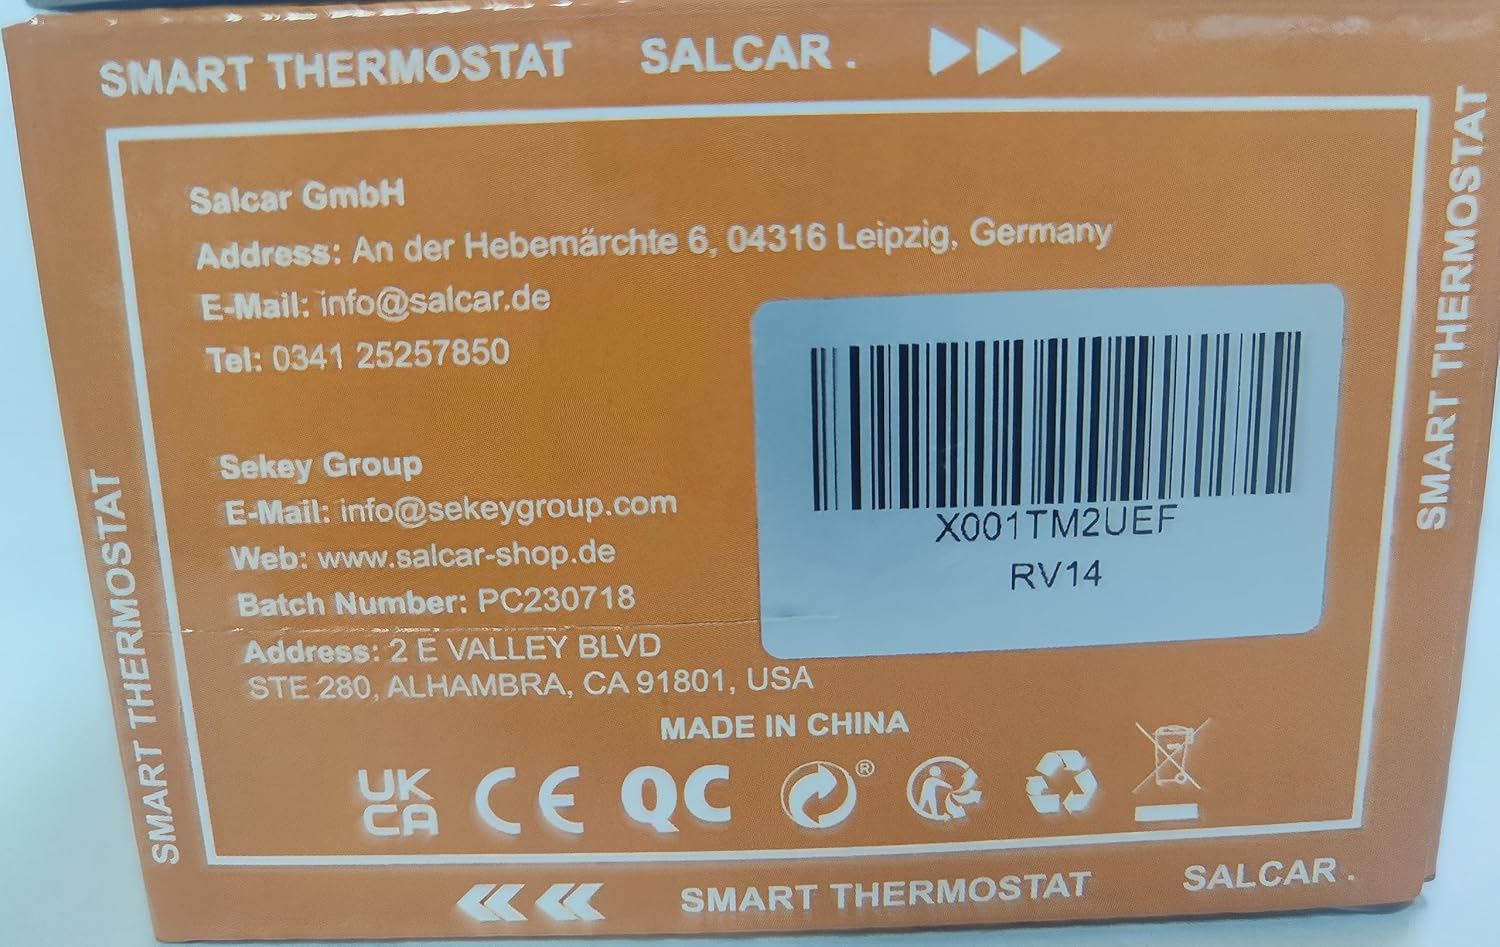 SMART THERMOSTAT SALCAR .
Salcar GmbH
Address: An der Hebemärchte 6, 04316 Leipzig, Germany
E-Mail: info@salcar.de
Tel: 0341 25257850
Sekey Group
E-Mail: info@sekeygroup.com
Web: www.salcar-shop.de
Batch Number: PC230718
Address: 2 E VALLEY BLVD
STE 280, ALHAMBRA, CA 91801, USA
X001TM2UEF
RV14
MADE IN CHINA
UK
CA
CE QC ®
SMART THERMOSTAT
SMART THERMOSTAT
SMART THERMOSTAT SALCAR .